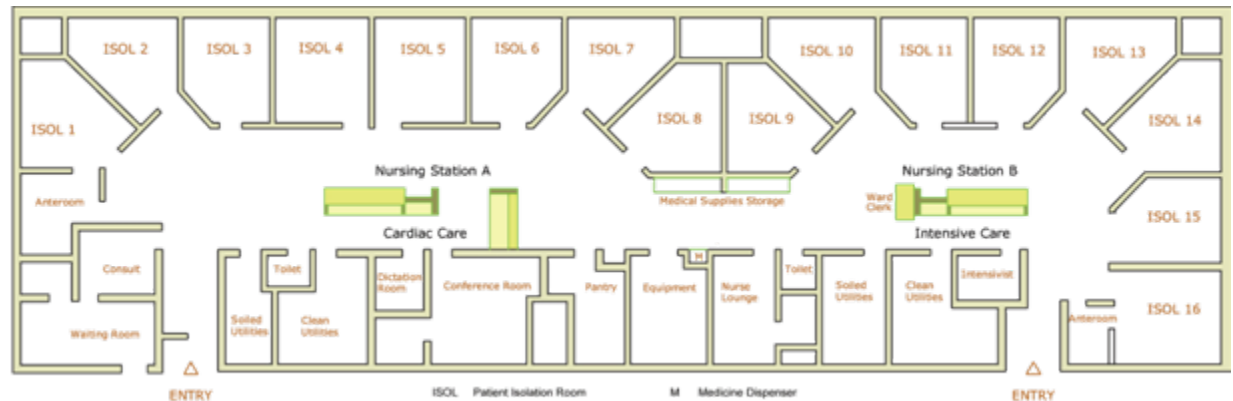 ISOL 2
ISOL 3
ISOL 4
ISOL 5
ISOL 6
ISOL 7
ISOL 10
ISOL 11
ISOL 12
ISOL 13
ISOL 1
ISOL 8
ISOL 9
ISOL 14
Nursing Station A
Nursing Station B
Anteroom
Medical Supplies Storage
Ward
Clerk
ISOL 15
Cardiac Care
Intensive Care
Consult
Toilet
Dictation
Room
Conference Room
Pantry
Equipment
M
Nurse
Lounge
Toilet
Soiled
Utilities
Clean
Utilities
Intensivist
Waiting Room
Soiled
Utilities
Clean
Utilities
Anteroom
ISOL 16
ENTRY
ISOL Patient Isolation Room
M Medicine Dispenser
ENTRY